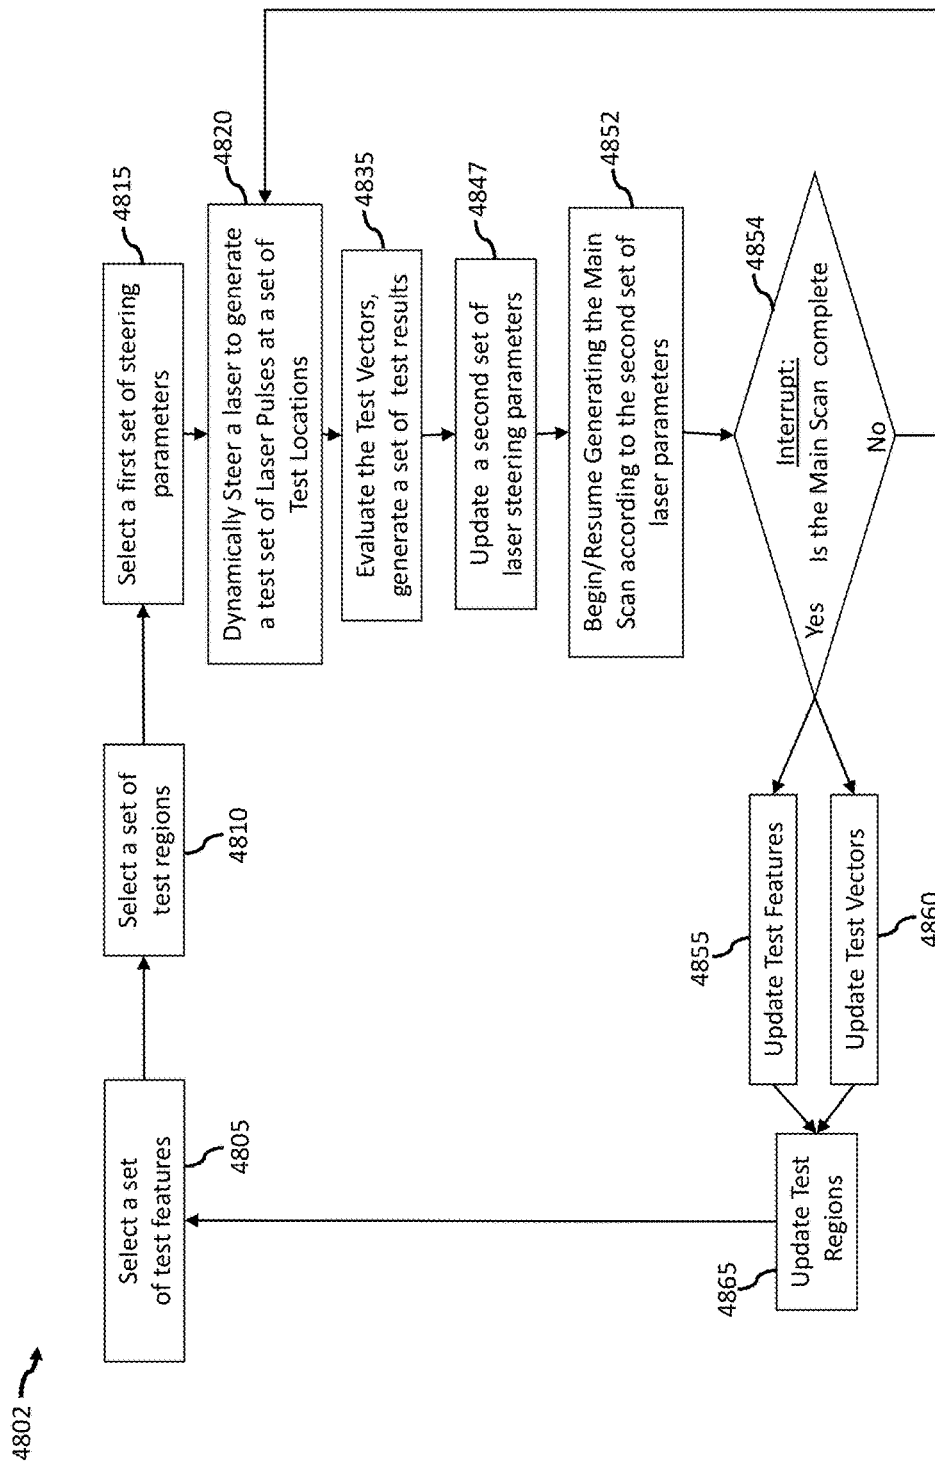 4802
Select a set
of test features
4805
Select a set of
test regions
4810
Select a first set of steering
parameters
4815
Dynamically Steer a laser to generate
a test set of Laser Pulses at a set of
Test Locations
4820
Evaluate the Test Vectors,
generate a set of test results
4835
Update a second set of
laser steering parameters
4847
Begin/Resume Generating the Main
Scan according to the second set of
laser parameters
4852
Interrupt:
Is the Main Scan complete
4854
Yes
No
Update Test Features
4855
Update Test Vectors
4860
Update Test
Regions
4865